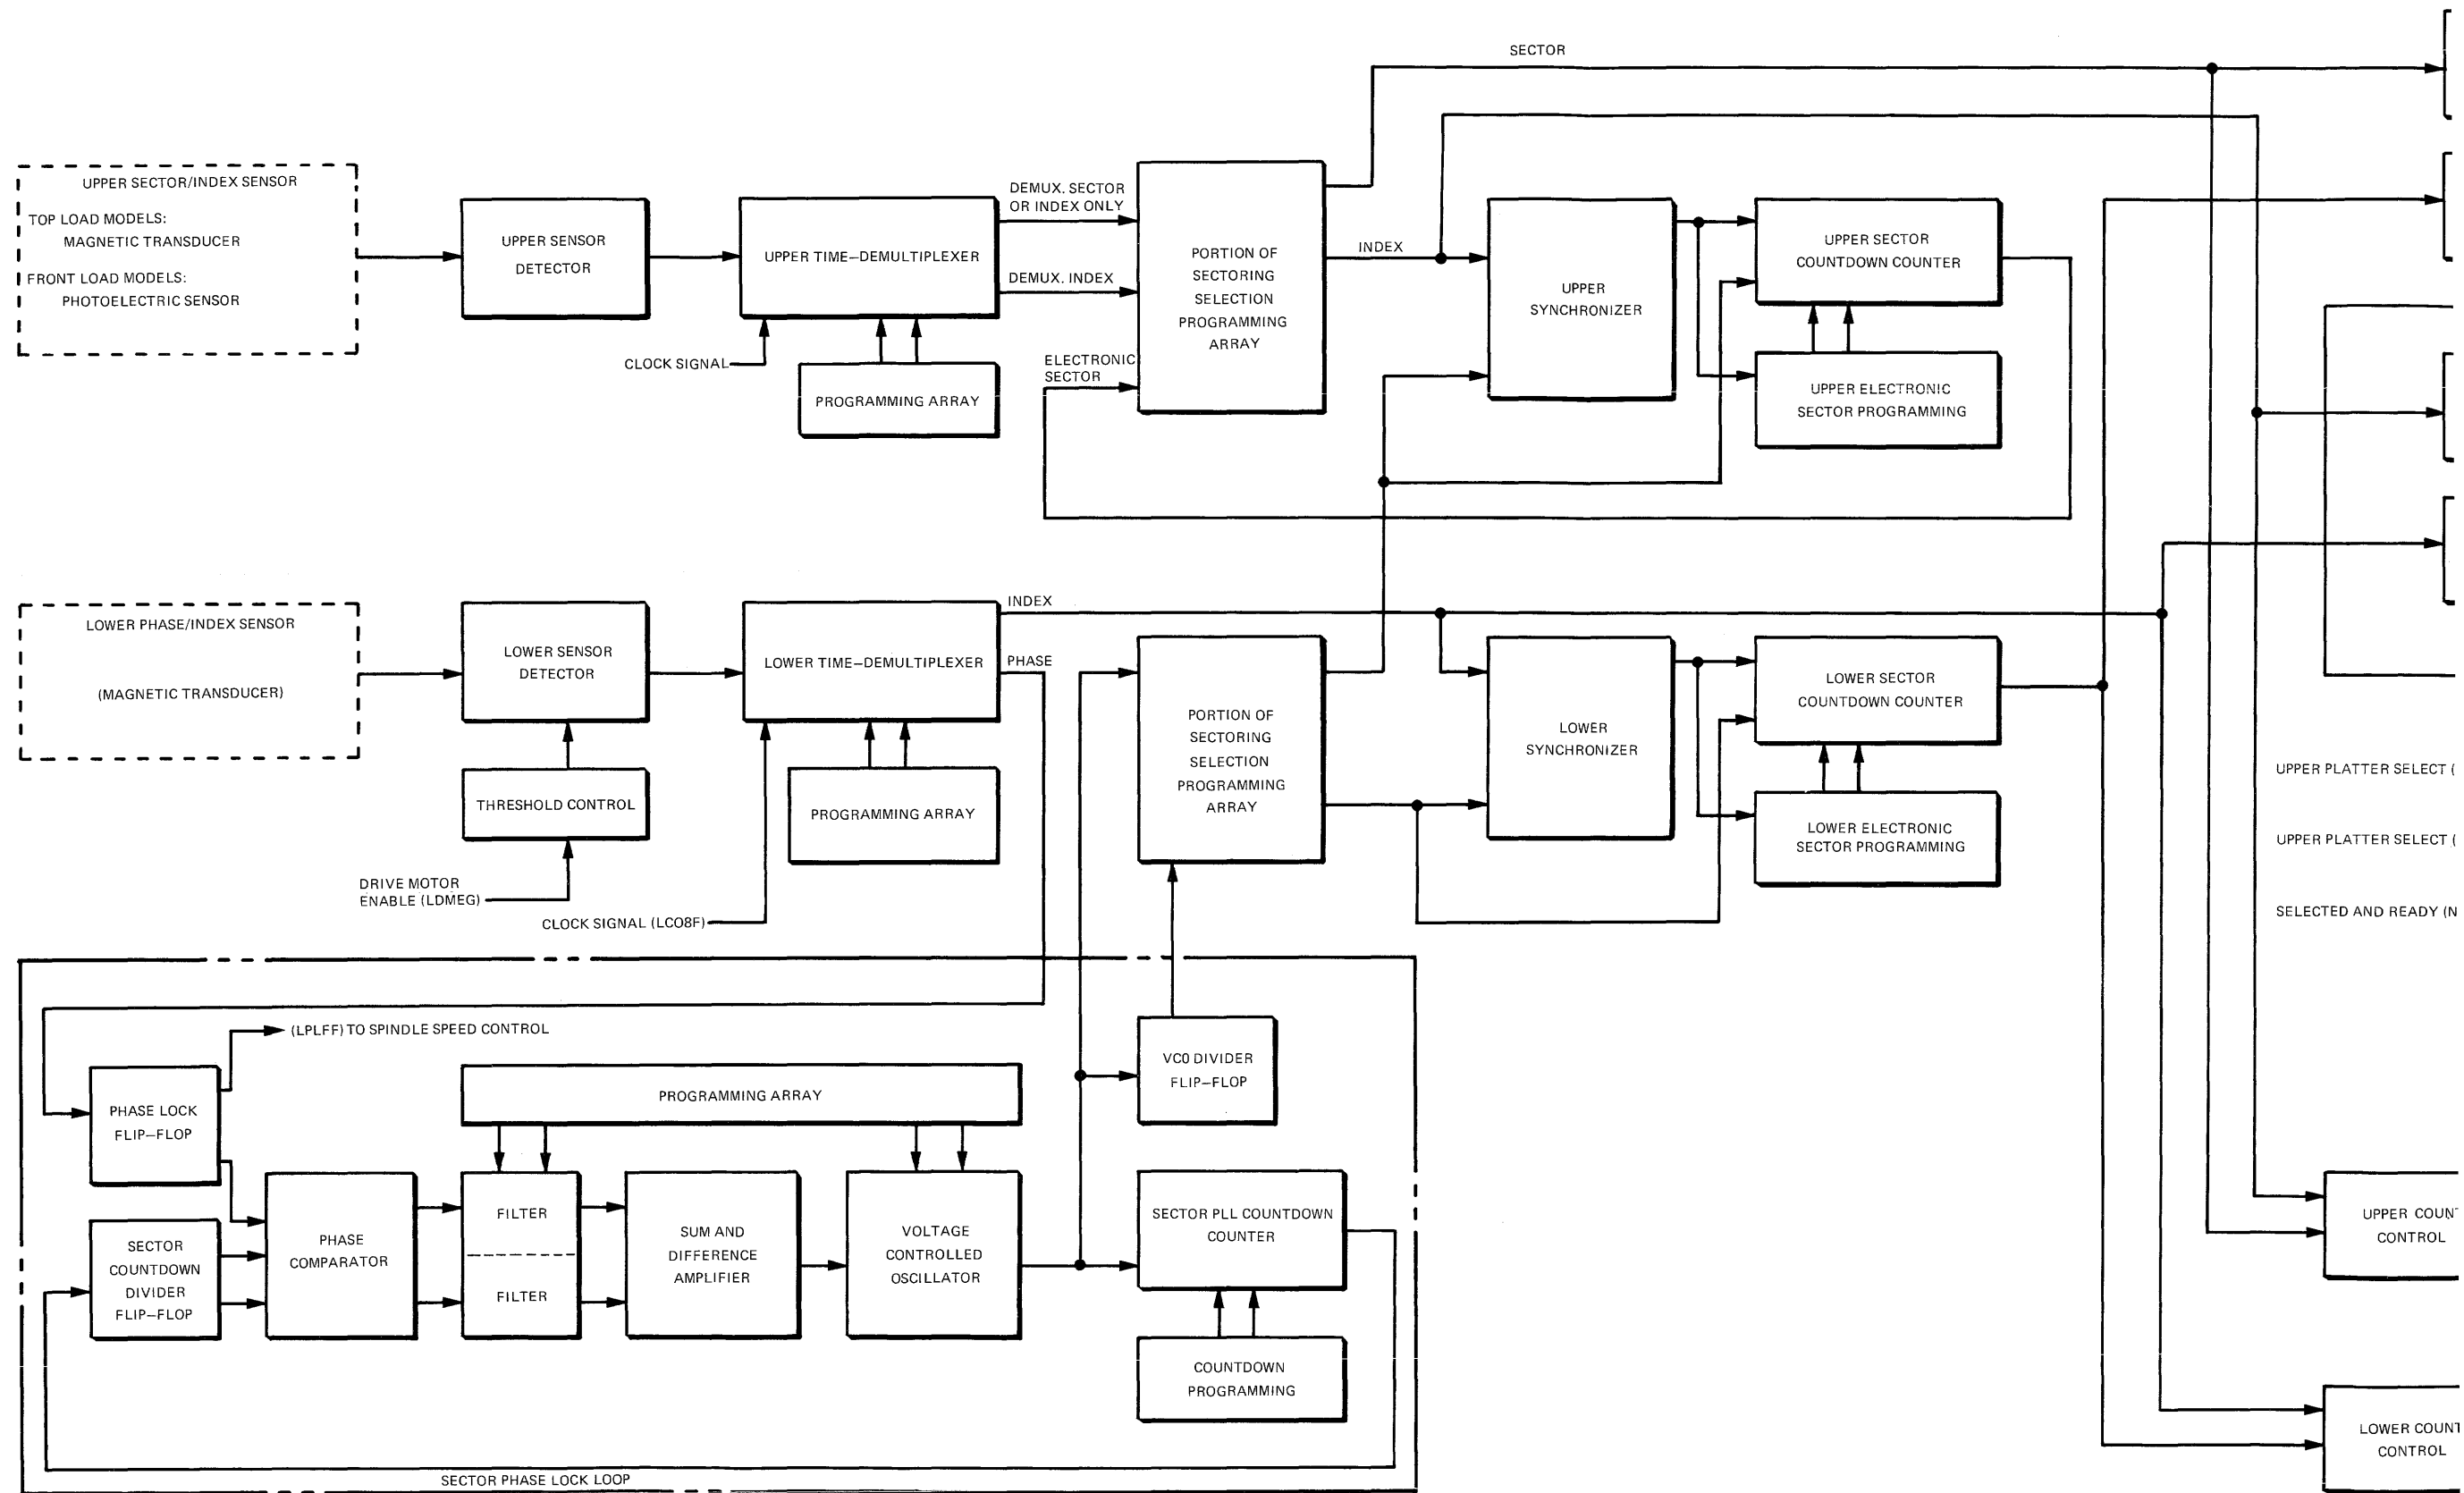 SECTOR
UPPER SECTOR/INDEX SENSOR
TOP LOAD MODELS:
MAGNETIC TRANSDUCER
FRONT LOAD MODELS:
PHOTOELECTRIC SENSOR
UPPER SENSOR
DETECTOR
UPPER TIME–DEMULTIPLEXER
CLOCK SIGNAL
PROGRAMMING ARRAY
DEMUX. SECTOR
OR INDEX ONLY
DEMUX. INDEX
ELECTRONIC
SECTOR
PORTION OF
SECTORING
SELECTION
PROGRAMMING
ARRAY
INDEX
UPPER
SYNCHRONIZER
UPPER SECTOR
COUNTDOWN COUNTER
UPPER ELECTRONIC
SECTOR PROGRAMMING
LOWER PHASE/INDEX SENSOR
(MAGNETIC TRANSDUCER)
LOWER SENSOR
DETECTOR
THRESHOLD CONTROL
DRIVE MOTOR
ENABLE (LDMEG)
LOWER TIME–DEMULTIPLEXER
INDEX
PHASE
PROGRAMMING ARRAY
CLOCK SIGNAL (LCO8F)
PORTION OF
SECTORING
SELECTION
PROGRAMMING
ARRAY
LOWER
SYNCHRONIZER
LOWER SECTOR
COUNTDOWN COUNTER
LOWER ELECTRONIC
SECTOR PROGRAMMING
UPPER PLATTER SELECT (
UPPER PLATTER SELECT (
SELECTED AND READY (N
(LPLFF) TO SPINDLE SPEED CONTROL
PHASE LOCK
FLIP–FLOP
PROGRAMMING ARRAY
VCO DIVIDER
FLIP–FLOP
SECTOR
COUNTDOWN
DIVIDER
FLIP–FLOP
PHASE
COMPARATOR
FILTER
FILTER
SUM AND
DIFFERENCE
AMPLIFIER
VOLTAGE
CONTROLLED
OSCILLATOR
SECTOR PLL COUNTDOWN
COUNTER
COUNTDOWN
PROGRAMMING
UPPER COUNT
CONTROL
LOWER COUNT
CONTROL
SECTOR PHASE LOCK LOOP